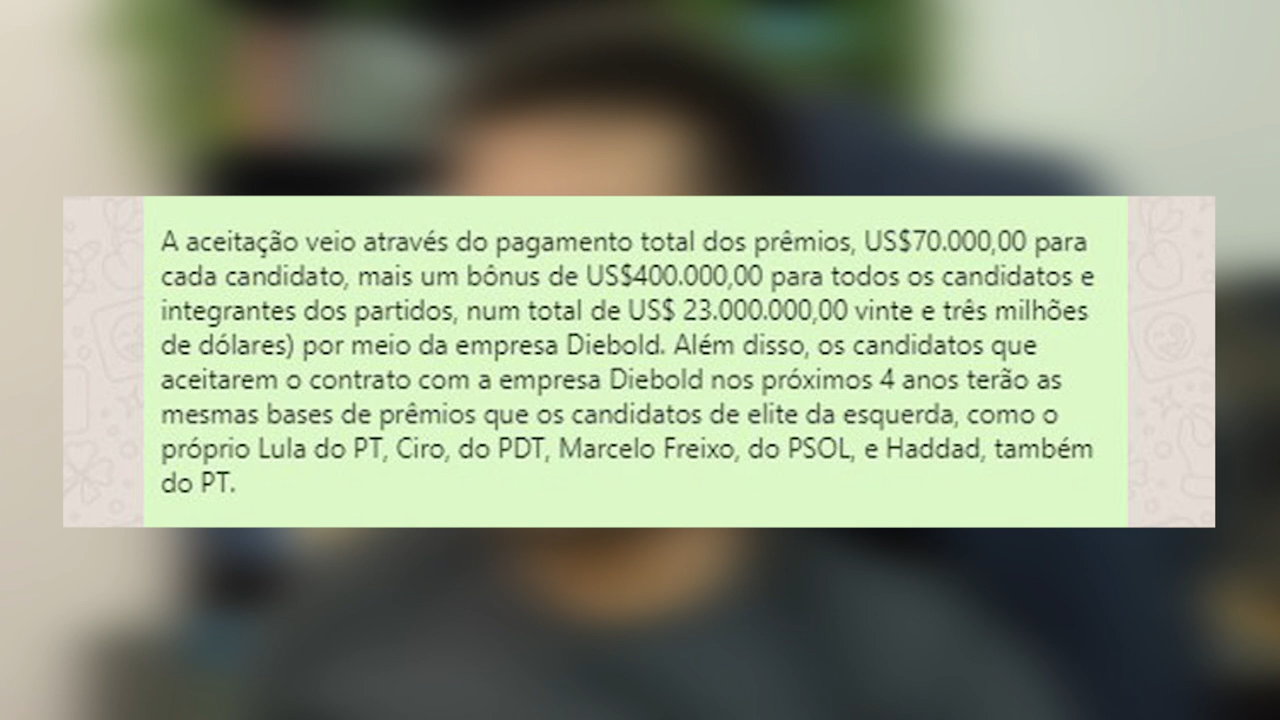 A aceitação veio através do pagamento total dos prêmios, US$70.000,00 para
cada candidato, mais um bônus de US$400.000,00 para todos os candidatos e
integrantes dos partidos, num total de US$ 23.000.000,00 vinte e três milhões
de dólares) por meio da empresa Diebold. Além disso, os candidatos que
aceitarem o contrato com a empresa Diebold nos próximos 4 anos terão as
mesmas bases de prêmios que os candidatos de elite da esquerda, como o
próprio Lula do PT, Ciro, do PDT, Marcelo Freixo, do PSOL, e Haddad, também
do PT.